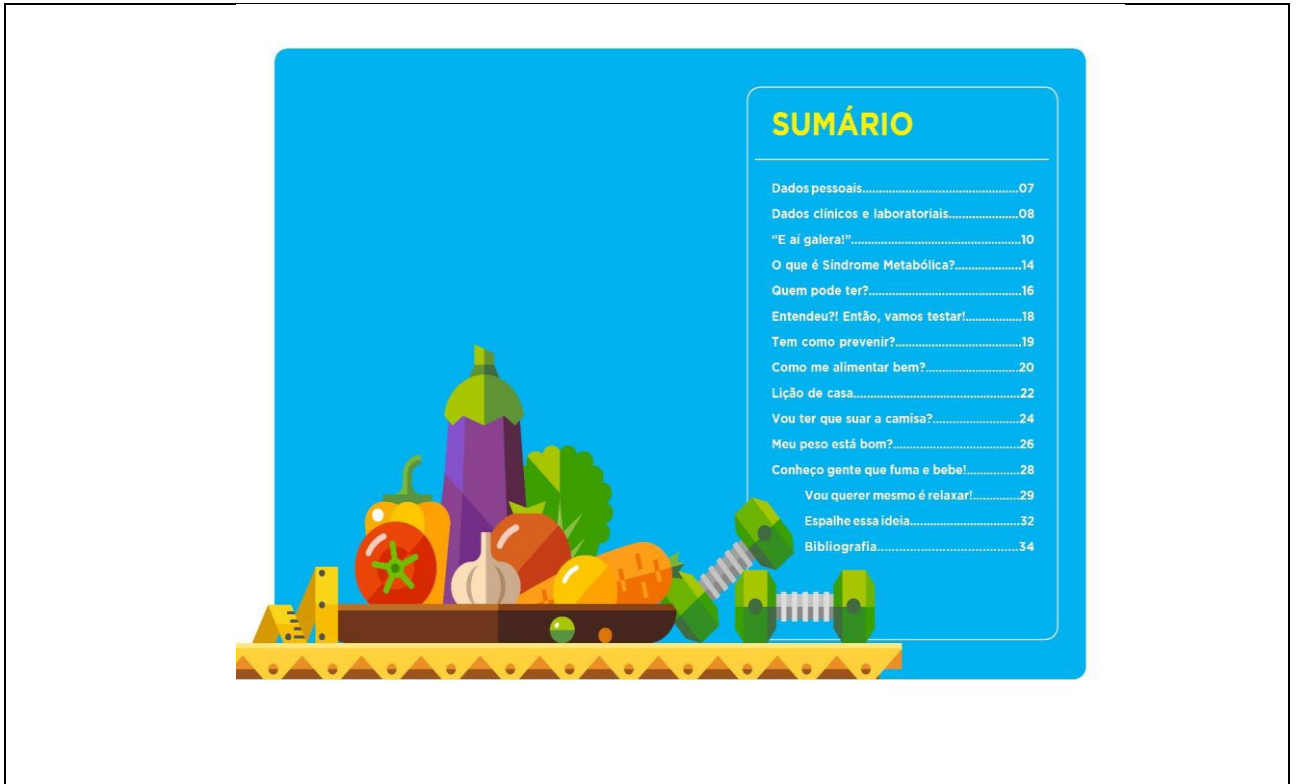 SUMÁRIO
Dados pessoais................................................07
Dados clínicos e laboratoriais.....................08
“E aí galera!”....................................................10
O que é Síndrome Metabólica?....................14
Quem pode ter?...............................................16
Entendeu?! Então, vamos testar!.................18
Tem como prevenir?......................................19
Como me alimentar bem?............................20
Lição de casa...................................................22
Vou ter que suar a camisa?..........................24
Meu peso está bom?......................................26
Conheço gente que fuma e bebe!................28
Vou querer mesmo é relaxar!..............29
Espalhe essa ideia.................................32
Bibliografia...........................................34